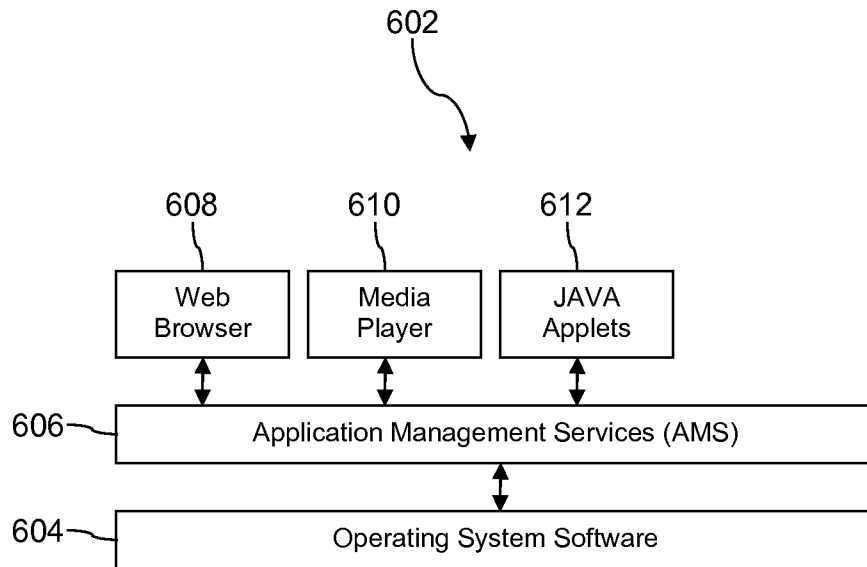 602
608
610
612
Web
Browser
Media
Player
JAVA
Applets
606
Application Management Services (AMS)
604
Operating System Software